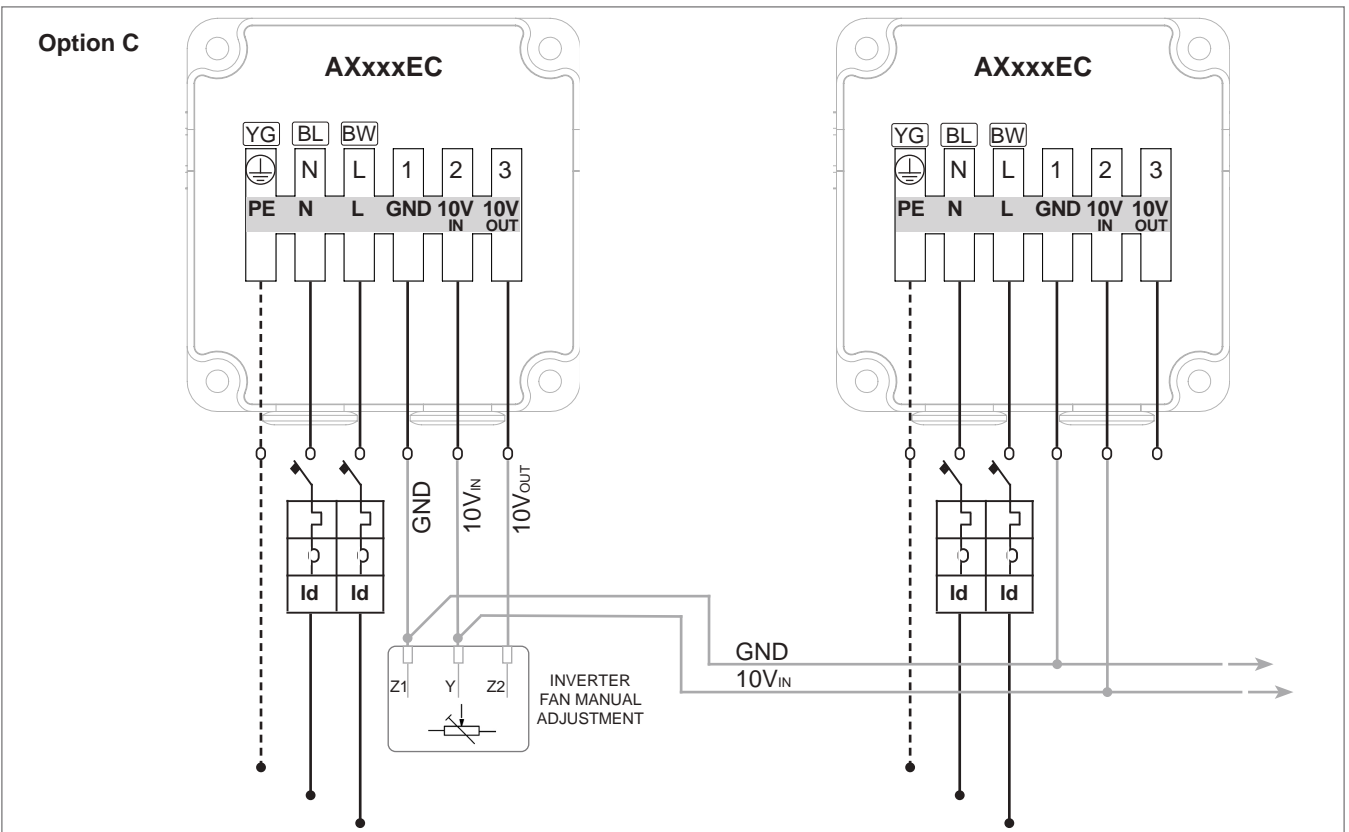 Option C
AXxxxEC
YG BL BW
N L 1 2 3
PE N L GND 10V 10V
IN OUT
GND
10VIN
10VOUT
Id Id
Z1 Y Z2
INVERTER
FAN MANUAL
ADJUSTMENT
GND
10VIN
AXxxxEC
YG BL BW
N L 1 2 3
PE N L GND 10V 10V
IN OUT
Id Id